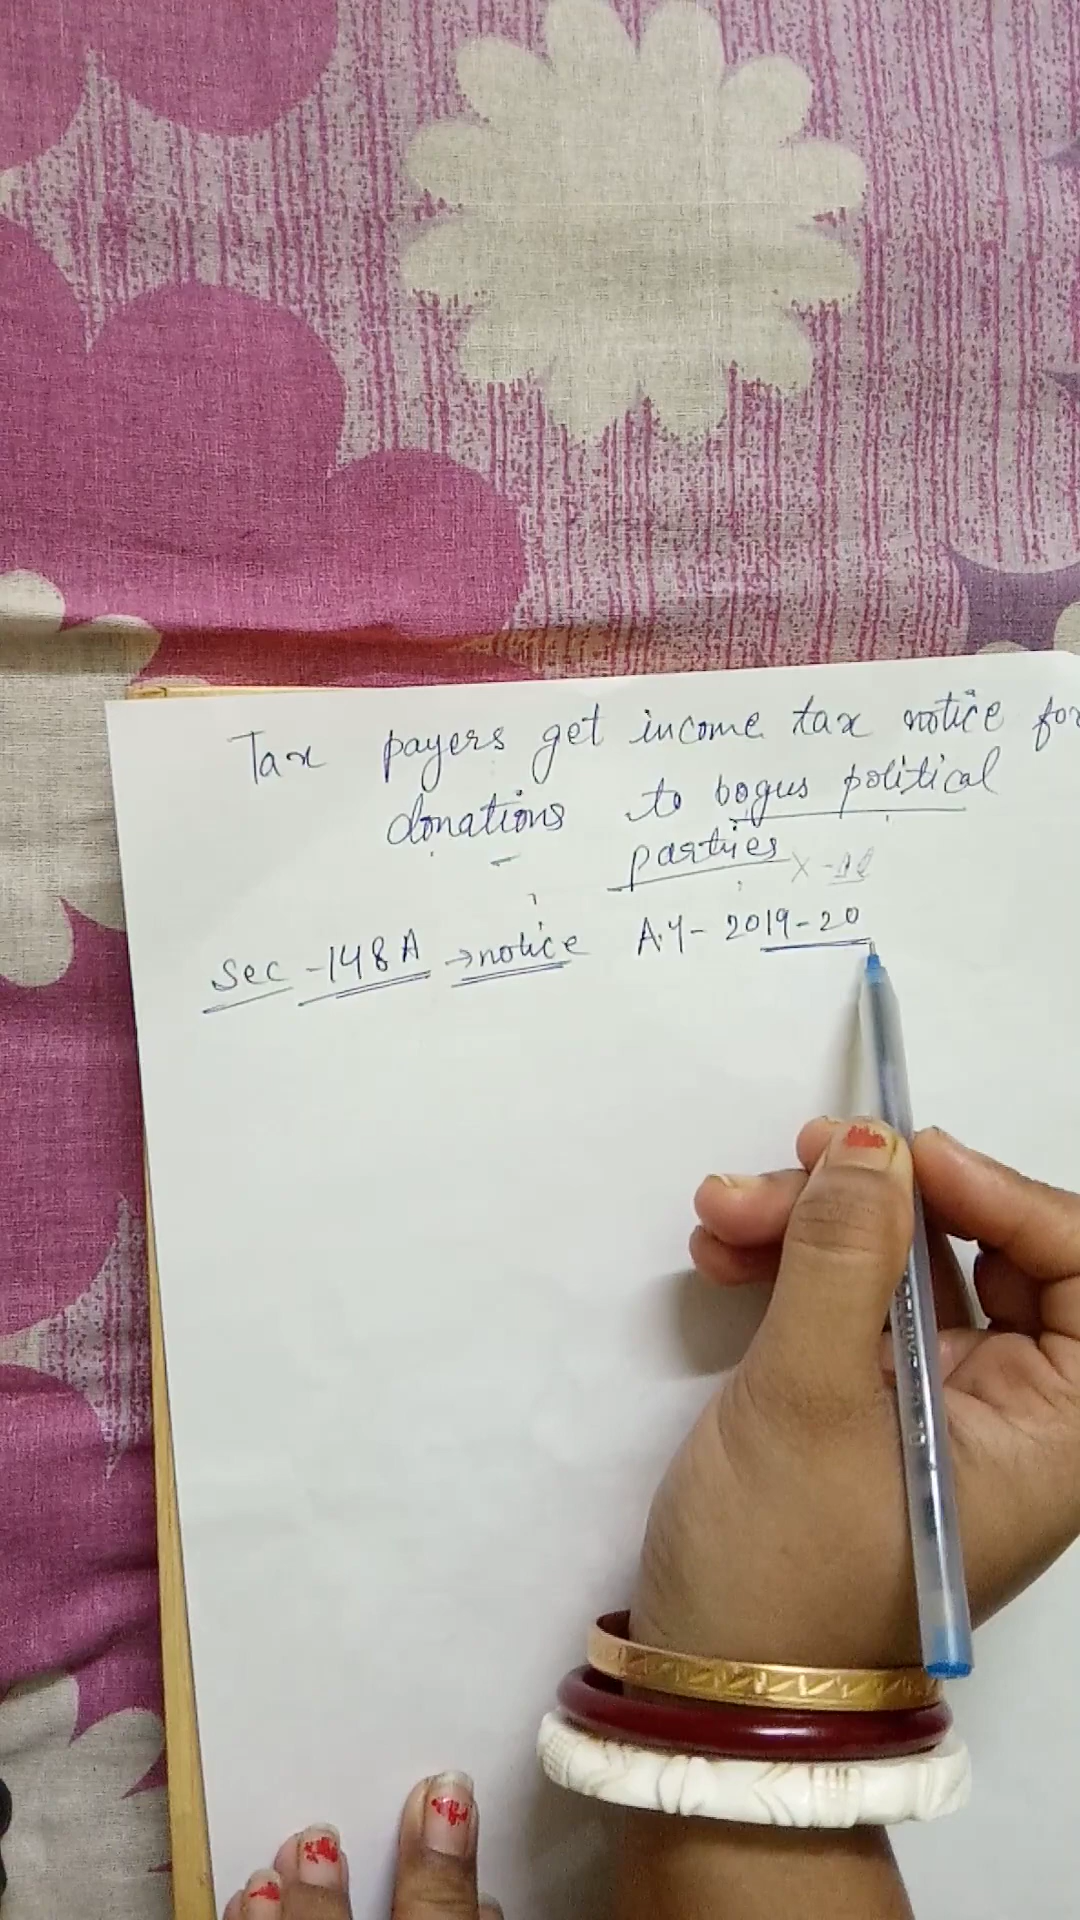 Tax payers get income tax notice for
donations to bogus political
parties
Sec - 148A → notice A.Y - 2019-20